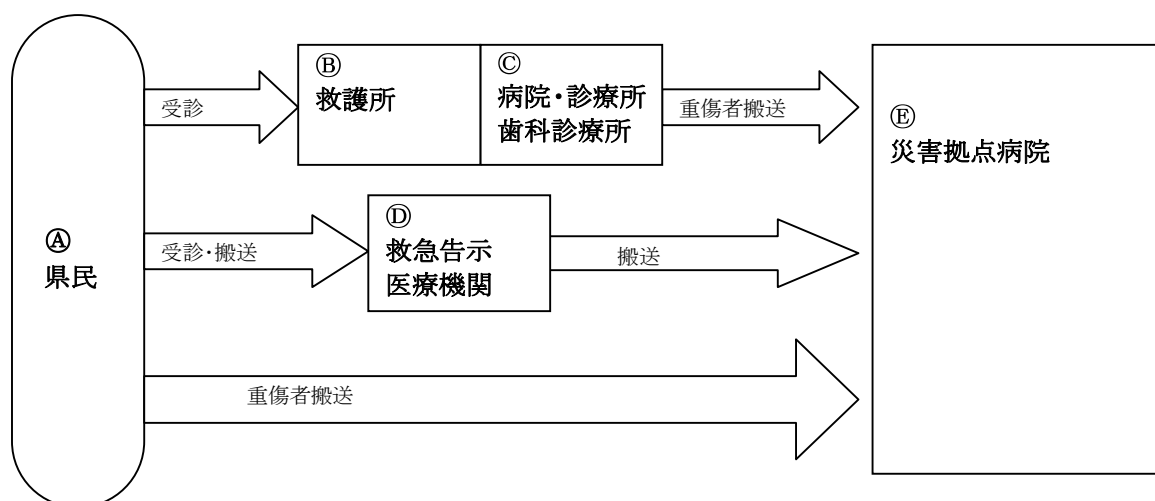 Ⓐ
県民
受診
Ⓑ
救護所
Ⓒ
病院・診療所
歯科診療所
重傷者搬送
受診・搬送
Ⓓ
救急告示
医療機関
搬送
重傷者搬送
Ⓔ
災害拠点病院